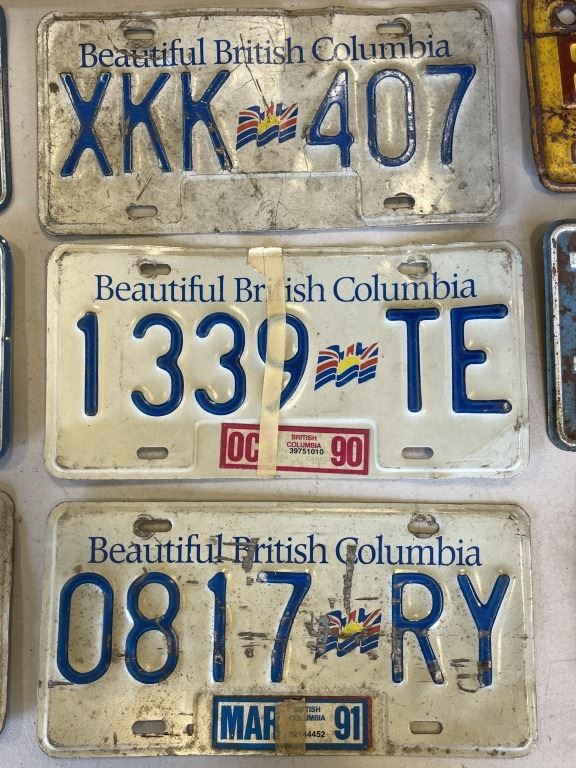 Beautiful British Columbia
XKK 407
Beautiful British Columbia
1339 TE
OC BRITISH COLUMBIA 39751010 90
Beautiful British Columbia
0817 RY
MAR BRITISH COLUMBIA 91